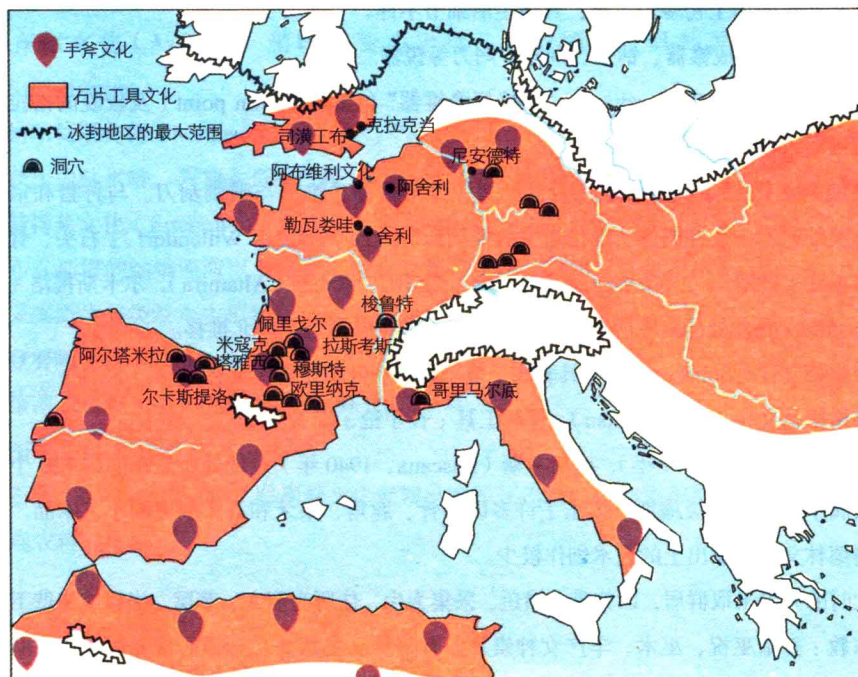 手斧文化
石片工具文化
冰封地区的最大范围
洞穴
司潢工布
克拉克当
阿布维利文化
阿舍利
尼安德特
勒瓦娄哇
舍利
梭鲁特
佩里戈尔
拉斯考斯
米寇克
阿尔塔米拉
塔雅西
穆斯特
尔卡斯提洛
欧里纳克
哥里马尔底